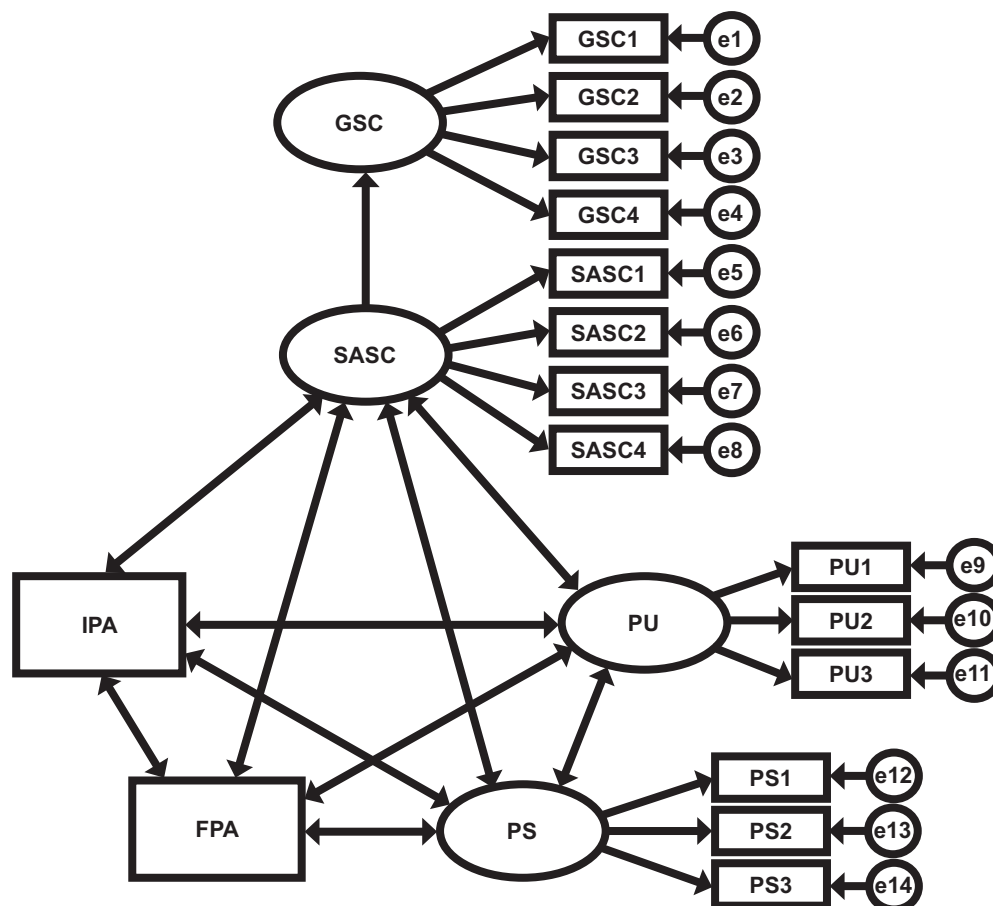 GSC1
e1
GSC2
e2
GSC
GSC3
e3
GSC4
e4
SASC1
e5
SASC2
e6
SASC
SASC3
e7
SASC4
e8
PU1
e9
IPA
PU
PU2
e10
PU3
e11
PS1
e12
FPA
PS
PS2
e13
PS3
e14